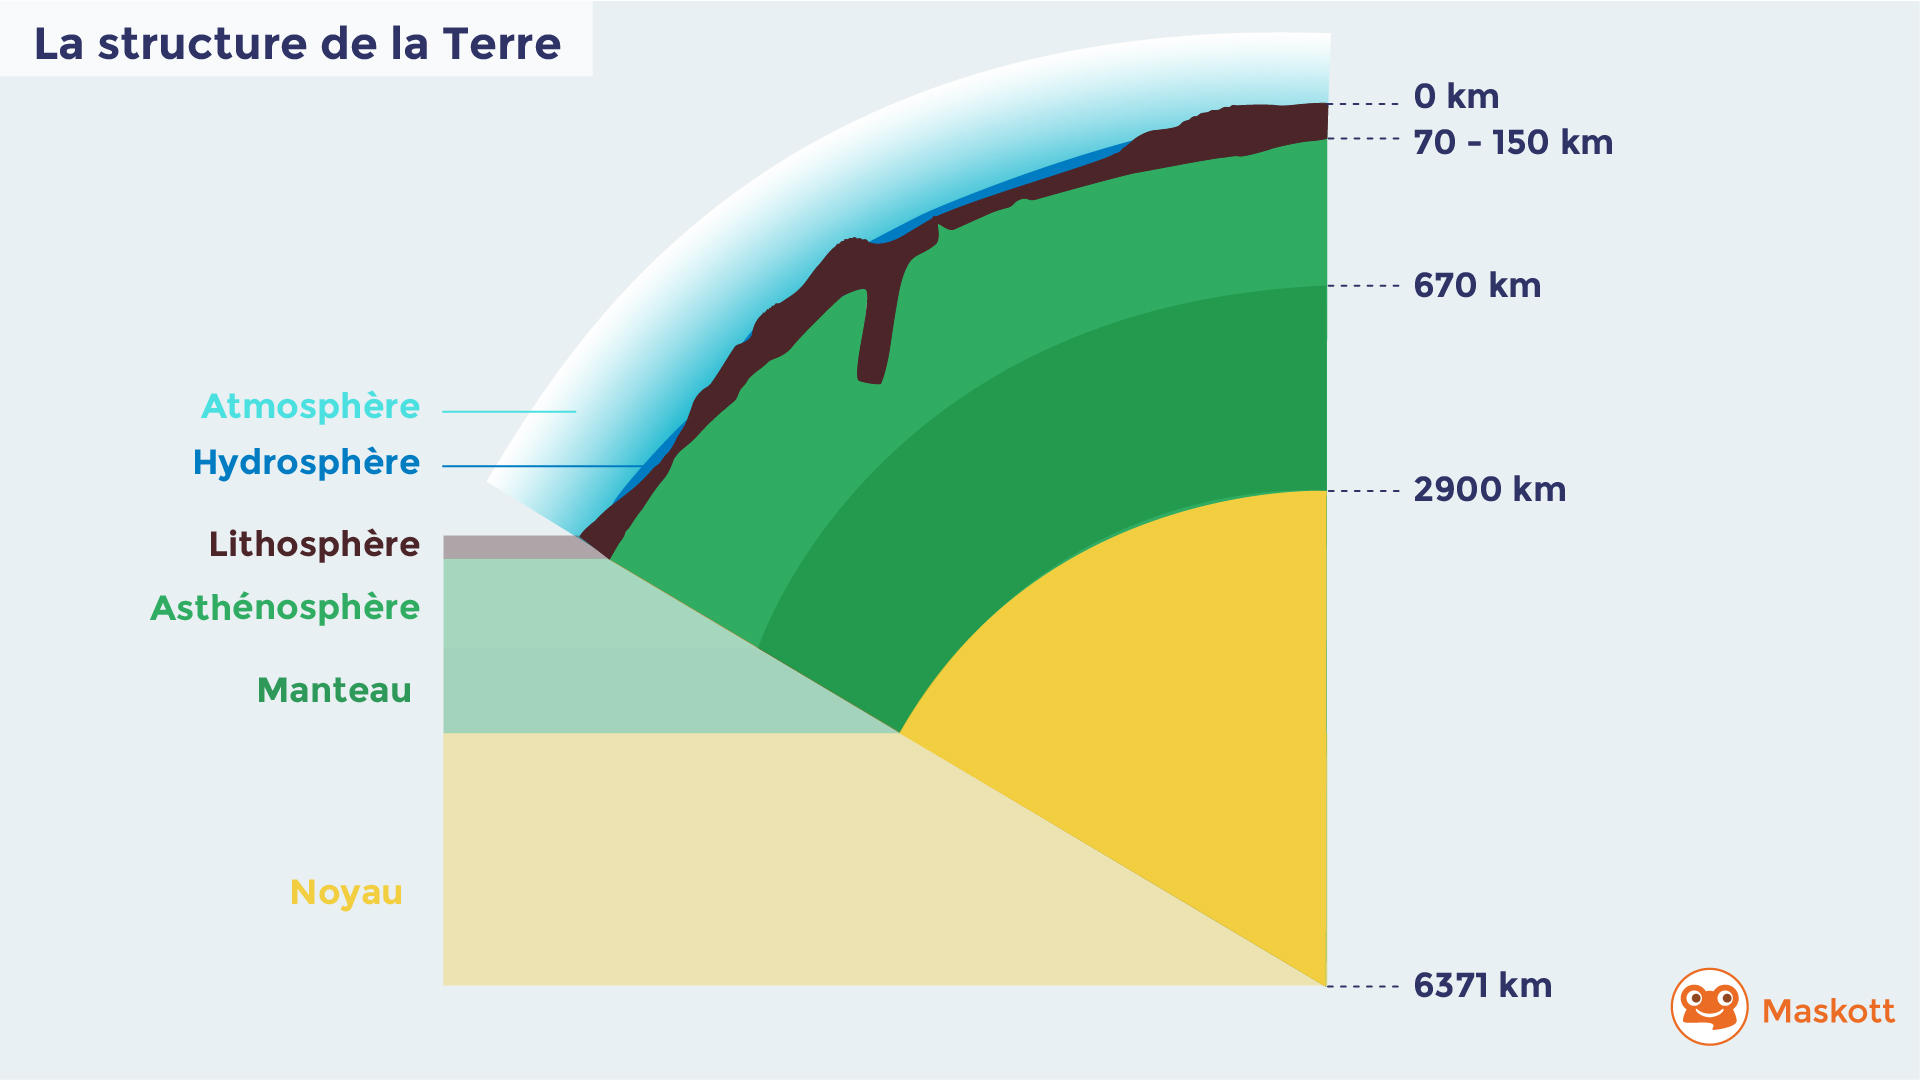 La structure de la Terre
0 km
70 - 150 km
670 km
2900 km
6371 km
Atmosphère
Hydrosphère
Lithosphère
Asthénosphère
Manteau
Noyau
Maskott